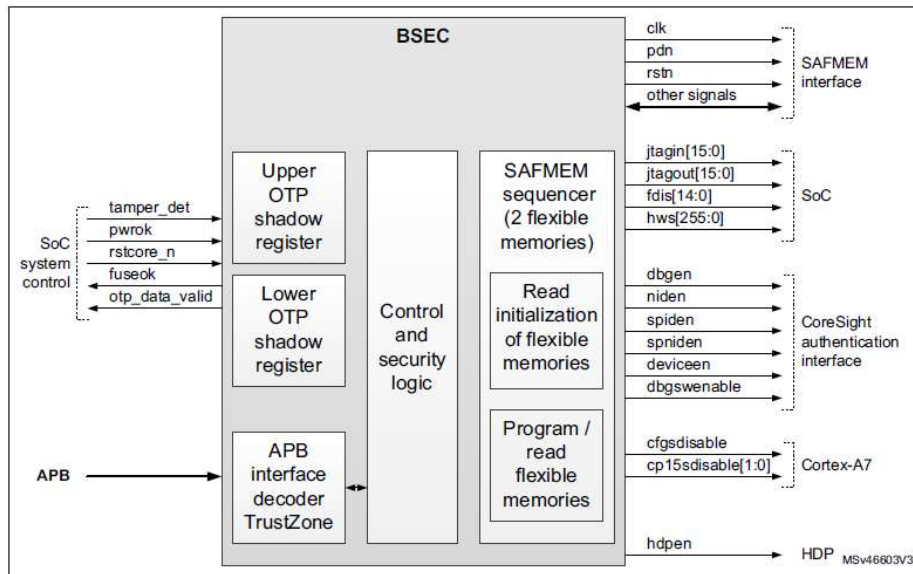 BSEC
clk
pdn
rstn
other signals
SAFMEM
interface
Upper
OTP
shadow
register
Lower
OTP
shadow
register
APB
interface
decoder
TrustZone
Control
and
security
logic
SAFMEM
sequencer
(2 flexible
memories)
Read
initialization
of flexible
memories
Program /
read
flexible
memories
SoC
system
control
tamper_det
pwrok
rstcore_n
fuseok
otp_data_valid
APB
jtagin[15:0]
jtagout[15:0]
fdis[14:0]
hws[255:0]
SoC
dbgen
niden
spiden
spniden
deviceen
dbgswenable
CoreSight
authentication
interface
cfgsdisable
cp15sdisable[1:0]
Cortex-A7
hdpen
HDP
MSv46603V3